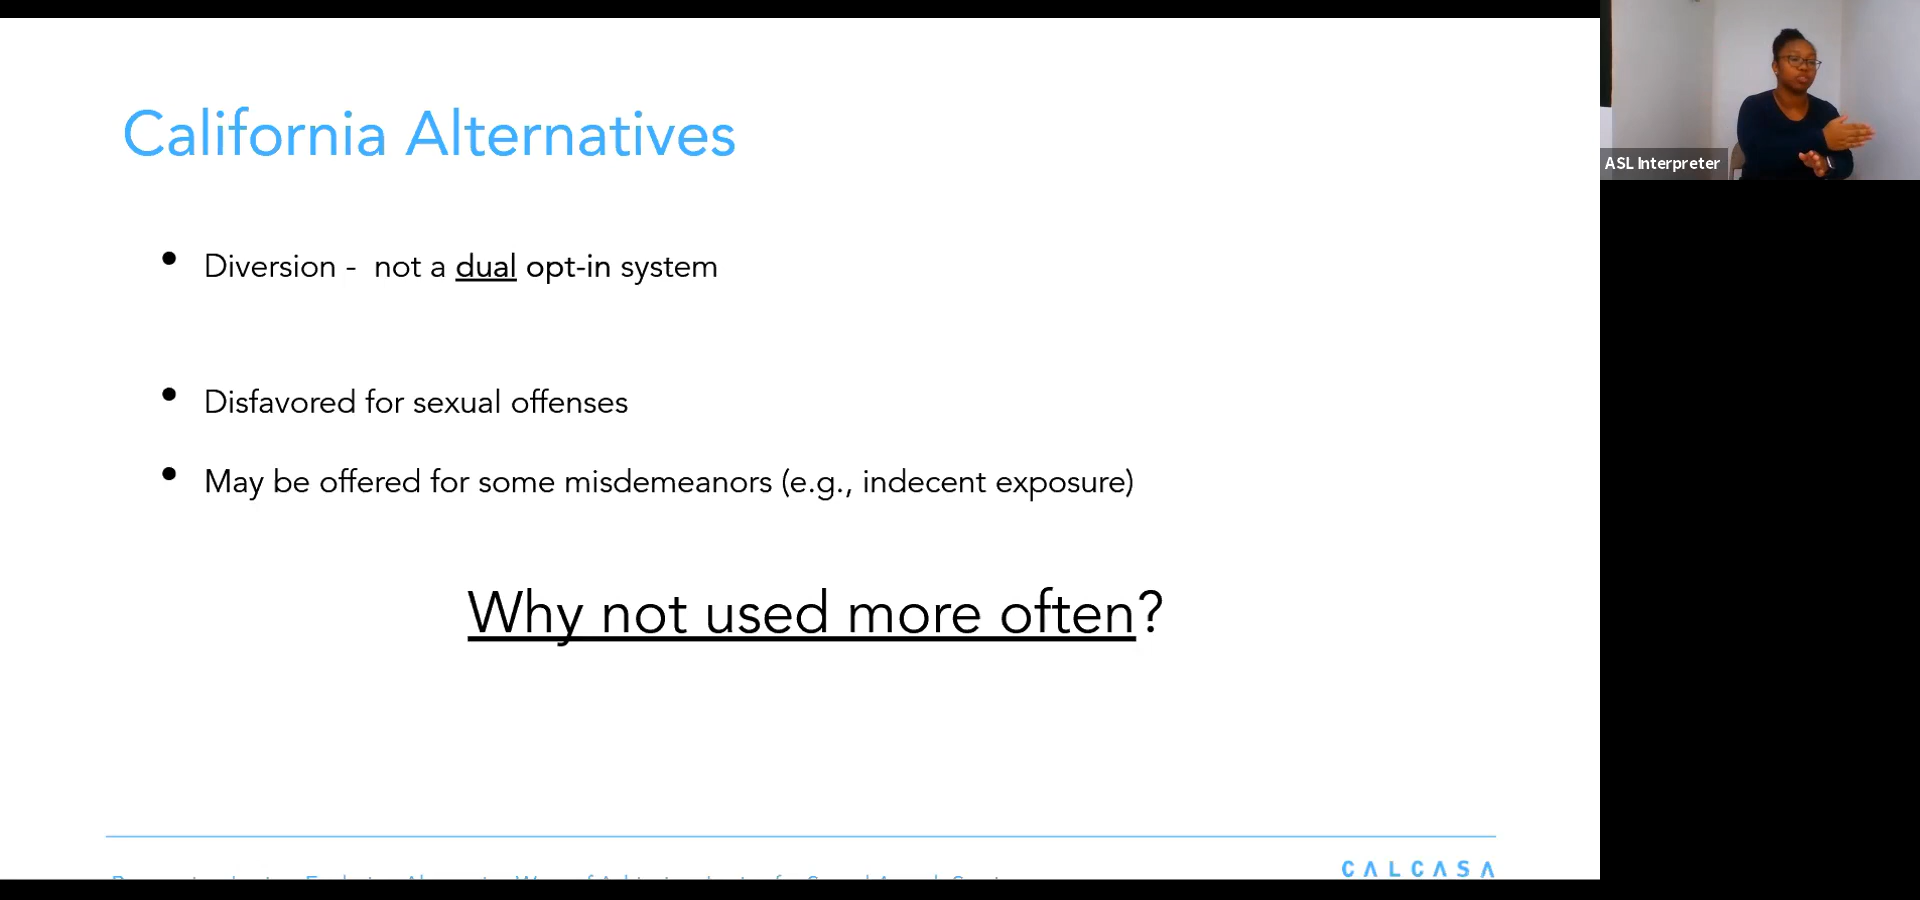 California Alternatives
Diversion - not a dual opt-in system
Disfavored for sexual offenses
May be offered for some misdemeanors (e.g., indecent exposure)
Why not used more often?
CALCASA
ASL Interpreter